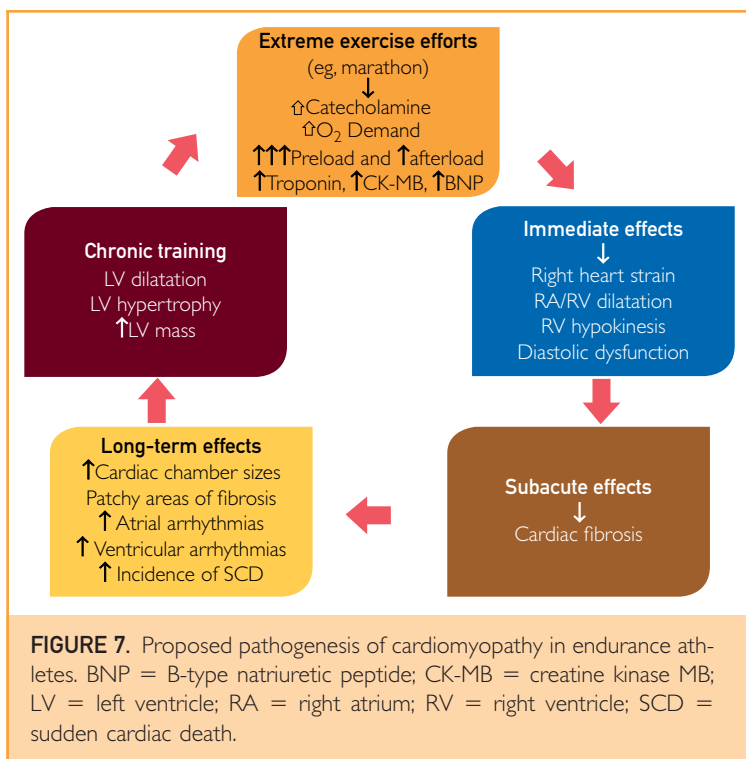 Extreme exercise efforts
(eg, marathon)
↓
⇧Catecholamine
⇧O₂ Demand
↑↑↑Preload and ↑afterload
↑Troponin, ↑CK-MB, ↑BNP
Immediate effects
↓
Right heart strain
RA/RV dilatation
RV hypokinesis
Diastolic dysfunction
Subacute effects
↓
Cardiac fibrosis
Long-term effects
↑Cardiac chamber sizes
Patchy areas of fibrosis
↑ Atrial arrhythmias
↑ Ventricular arrhythmias
↑ Incidence of SCD
Chronic training
LV dilatation
LV hypertrophy
↑LV mass
FIGURE 7. Proposed pathogenesis of cardiomyopathy in endurance ath-
letes. BNP = B-type natriuretic peptide; CK-MB = creatine kinase MB;
LV = left ventricle; RA = right atrium; RV = right ventricle; SCD =
sudden cardiac death.